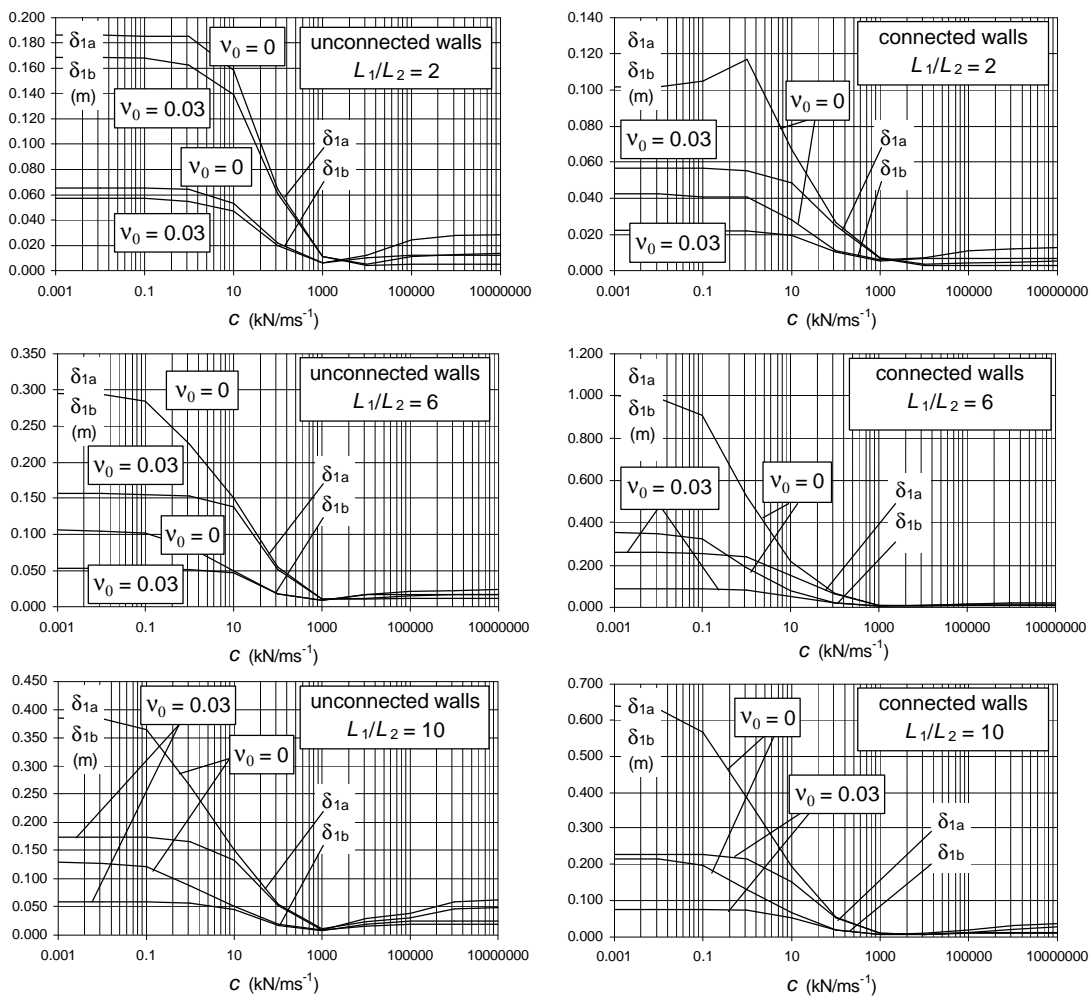 0.200
0.180
0.160
0.140
0.120
0.100
0.080
0.060
0.040
0.020
0.000
δ1a
δ1b
(m)
ν0 = 0
unconnected walls
L1/L2 = 2
ν0 = 0.03
ν0 = 0
δ1a
δ1b
ν0 = 0.03
0.001 0.1 10 1000 100000 10000000
c (kN/ms-1)
0.120
0.100
0.080
0.060
0.040
0.020
0.000
δ1a
δ1b
(m)
connected walls
L1/L2 = 2
ν0 = 0
ν0 = 0.03
δ1a
δ1b
ν0 = 0.03
0.001 0.1 10 1000 100000 10000000
c (kN/ms-1)
0.350
0.300
0.250
0.200
0.150
0.100
0.050
0.000
δ1a
δ1b
(m)
ν0 = 0
unconnected walls
L1/L2 = 6
ν0 = 0.03
δ1a
δ1b
ν0 = 0
ν0 = 0.03
0.001 0.1 10 1000 100000 10000000
c (kN/ms-1)
1.200
1.000
0.800
0.600
0.400
0.200
0.000
δ1a
δ1b
(m)
connected walls
L1/L2 = 6
ν0 = 0.03
ν0 = 0
δ1a
δ1b
0.001 0.1 10 1000 100000 10000000
c (kN/ms-1)
0.450
0.400
0.350
0.300
0.250
0.200
0.150
0.100
0.050
0.000
δ1a
δ1b
(m)
ν0 = 0.03
unconnected walls
L1/L2 = 10
ν0 = 0
δ1a
δ1b
0.001 0.1 10 1000 100000 10000000
c (kN/ms-1)
0.700
0.600
0.500
0.400
0.300
0.200
0.100
0.000
δ1a
δ1b
(m)
ν0 = 0
connected walls
L1/L2 = 10
ν0 = 0.03
δ1a
δ1b
0.001 0.1 10 1000 100000 10000000
c (kN/ms-1)